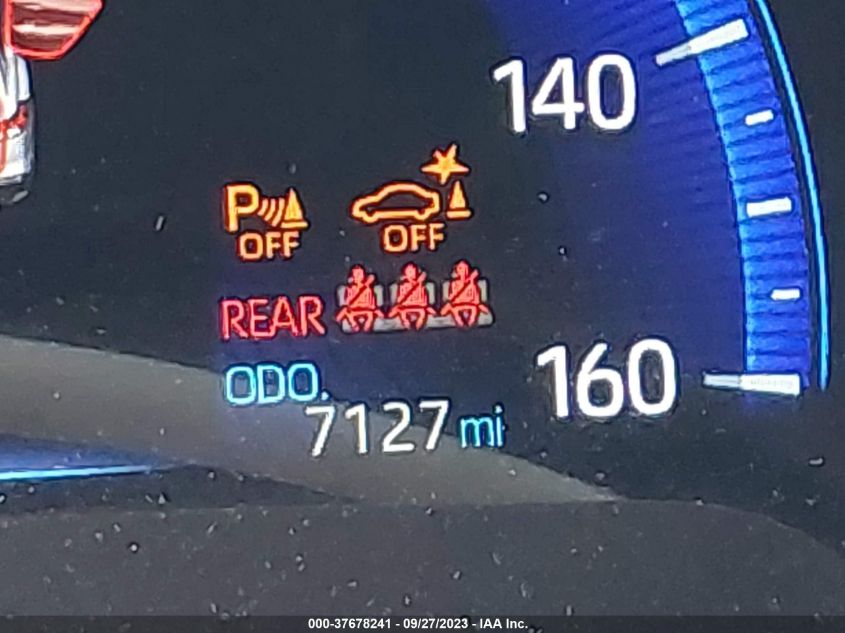 140
P
OFF
OFF
REAR
ODO.
7127 mi
160
000-37678241 - 09/27/2023 - IAA Inc.